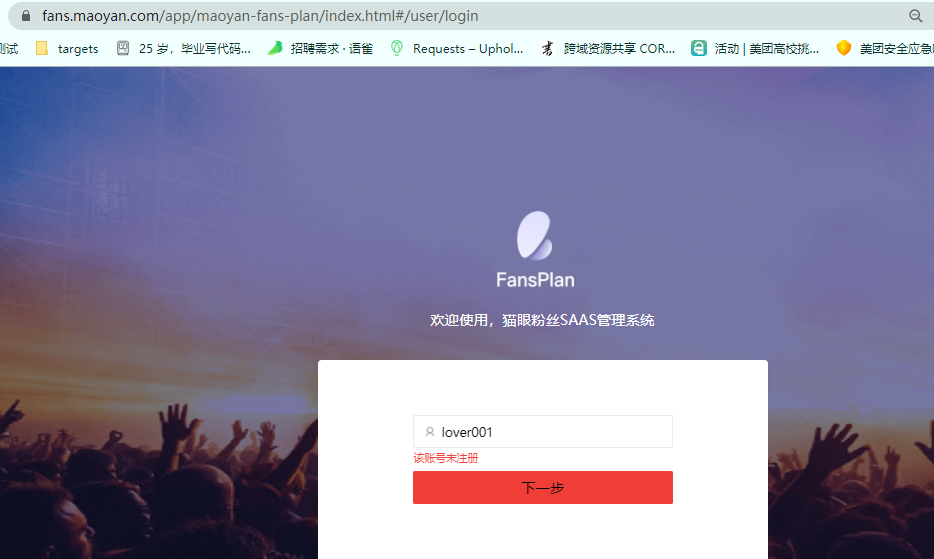 fans.maoyan.com/app/maoyan-fans-plan/index.html#/user/login
测试 targets 25 岁，毕业写代码... 招聘需求 · 语雀 Requests – Uphol... 跨域资源共享 COR... 活动 | 美团高校挑... 美团安全应急
FansPlan
欢迎使用，猫眼粉丝SAAS管理系统
lover001
该账号未注册
下一步